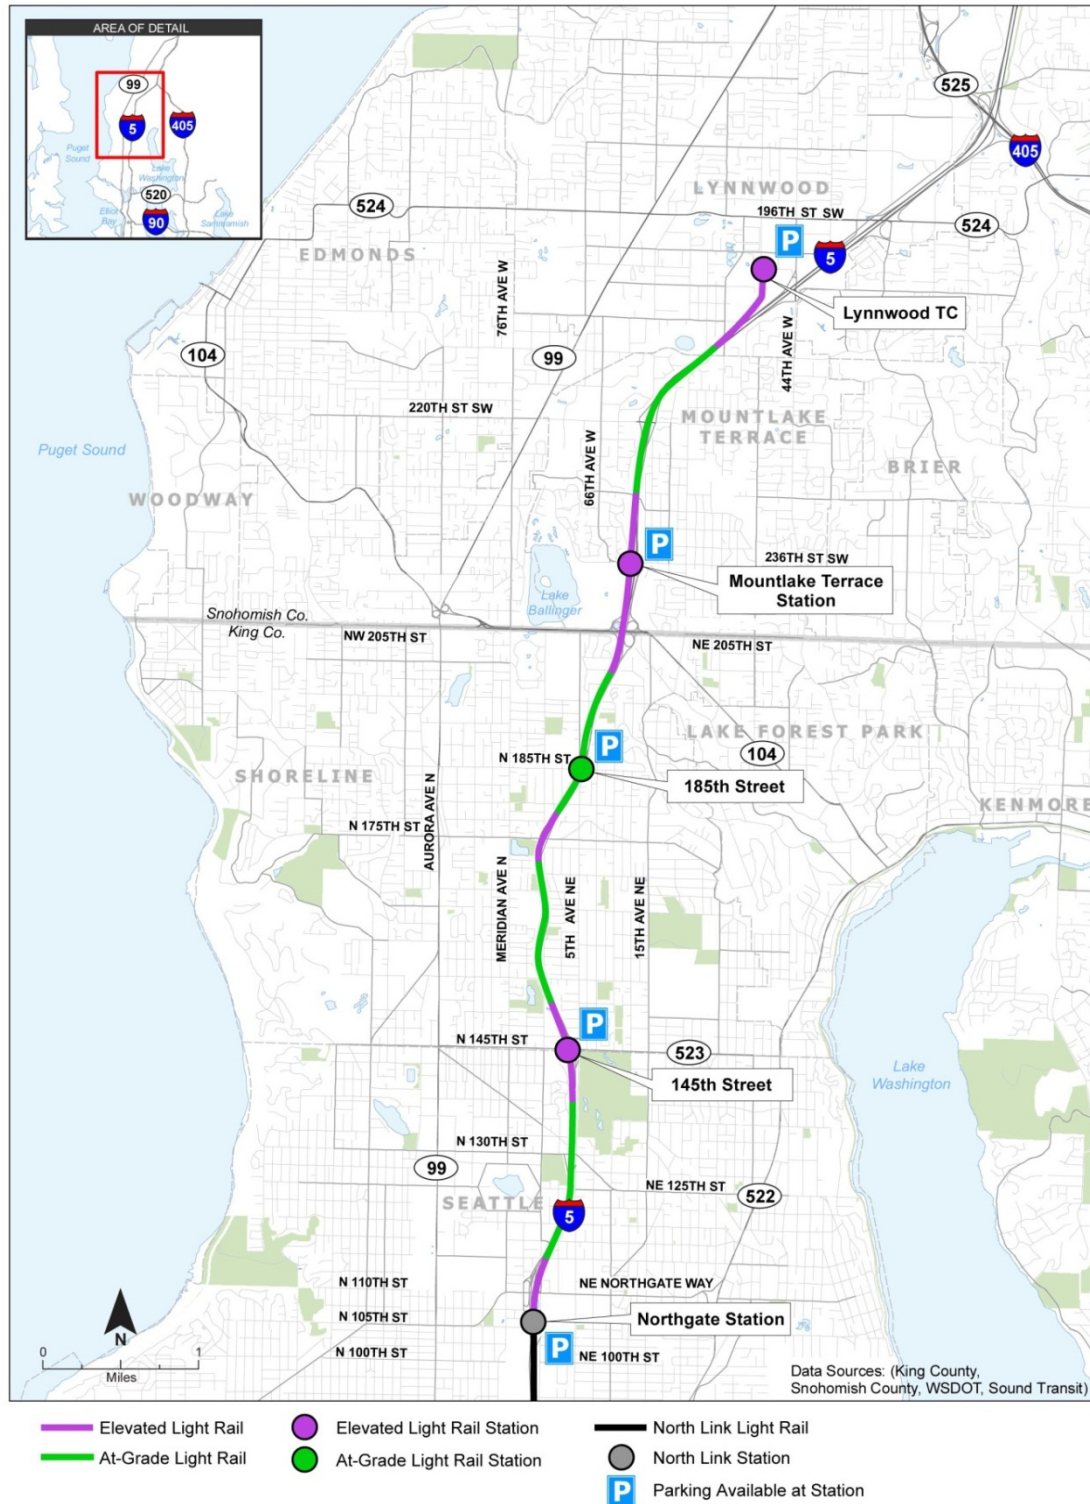 AREA OF DETAIL
99
5
405
Puget
Sound
Lake
Washington
520
Elliot
Bay
90
Lake
Sammamish
525
405
LYNNWOOD
196TH ST SW
524
524
EDMONDS
5
Lynnwood TC
76TH AVE W
44TH AVE W
104
99
220TH ST SW
MOUNTLAKE
TERRACE
66TH AVE W
BRIER
Puget Sound
WOODWAY
236TH ST SW
Mountlake Terrace
Station
Lake
Ballinger
Snohomish Co.
King Co.
NW 205TH ST
NE 205TH ST
LAKE FOREST PARK
N 185TH ST
104
185th Street
SHORELINE
KENMORE
AURORA AVE N
N 175TH ST
MERIDIAN AVE N
5TH AVE NE
15TH AVE NE
N 145TH ST
523
145th Street
Lake
Washington
N 130TH ST
99
NE 125TH ST
522
SEATTLE
5
N 110TH ST
NE NORTHGATE WAY
N 105TH ST
Northgate Station
N 100TH ST
NE 100TH ST
N
0 1
Miles
P
P
P
P
P
Data Sources: (King County,
Snohomish County, WSDOT, Sound Transit)
Elevated Light Rail
Elevated Light Rail Station
North Link Light Rail
At-Grade Light Rail
At-Grade Light Rail Station
North Link Station
P Parking Available at Station